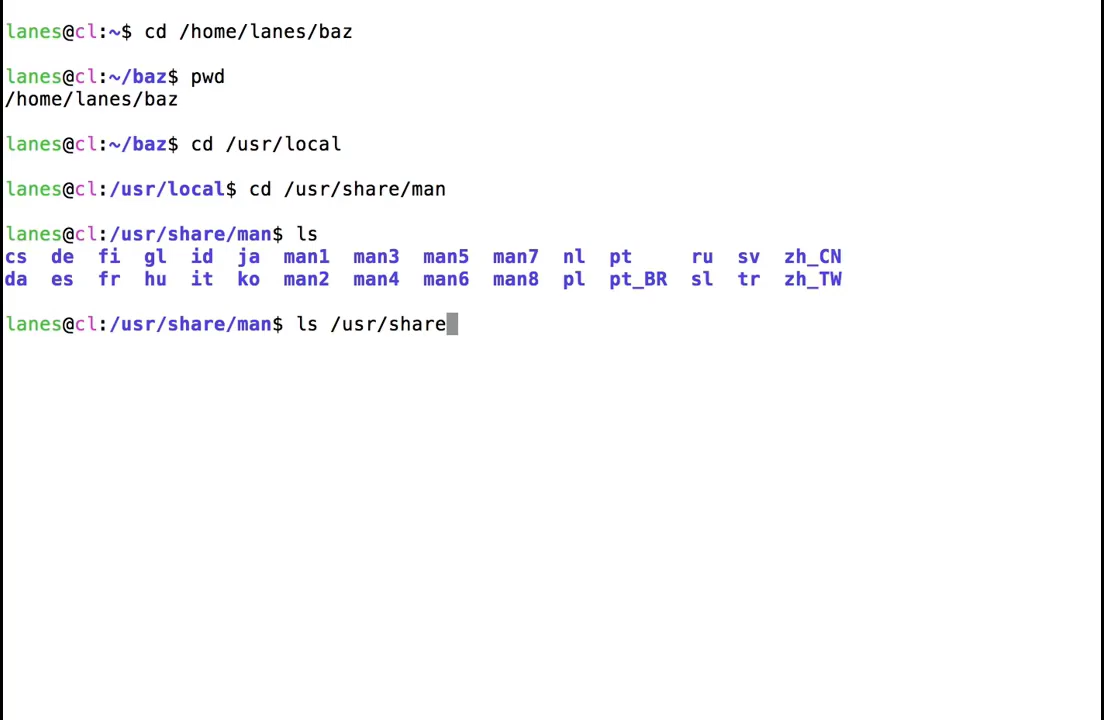 lanes@cl:~$ cd /home/lanes/baz
lanes@cl:~/baz$ pwd
/home/lanes/baz
lanes@cl:~/baz$ cd /usr/local
lanes@cl:/usr/local$ cd /usr/share/man
lanes@cl:/usr/share/man$ ls
cs  de  fi  gl  id  ja  man1  man3  man5  man7  nl  pt     ru  sv  zh_CN
da  es  fr  hu  it  ko  man2  man4  man6  man8  pl  pt_BR  sl  tr  zh_TW
lanes@cl:/usr/share/man$ ls /usr/share